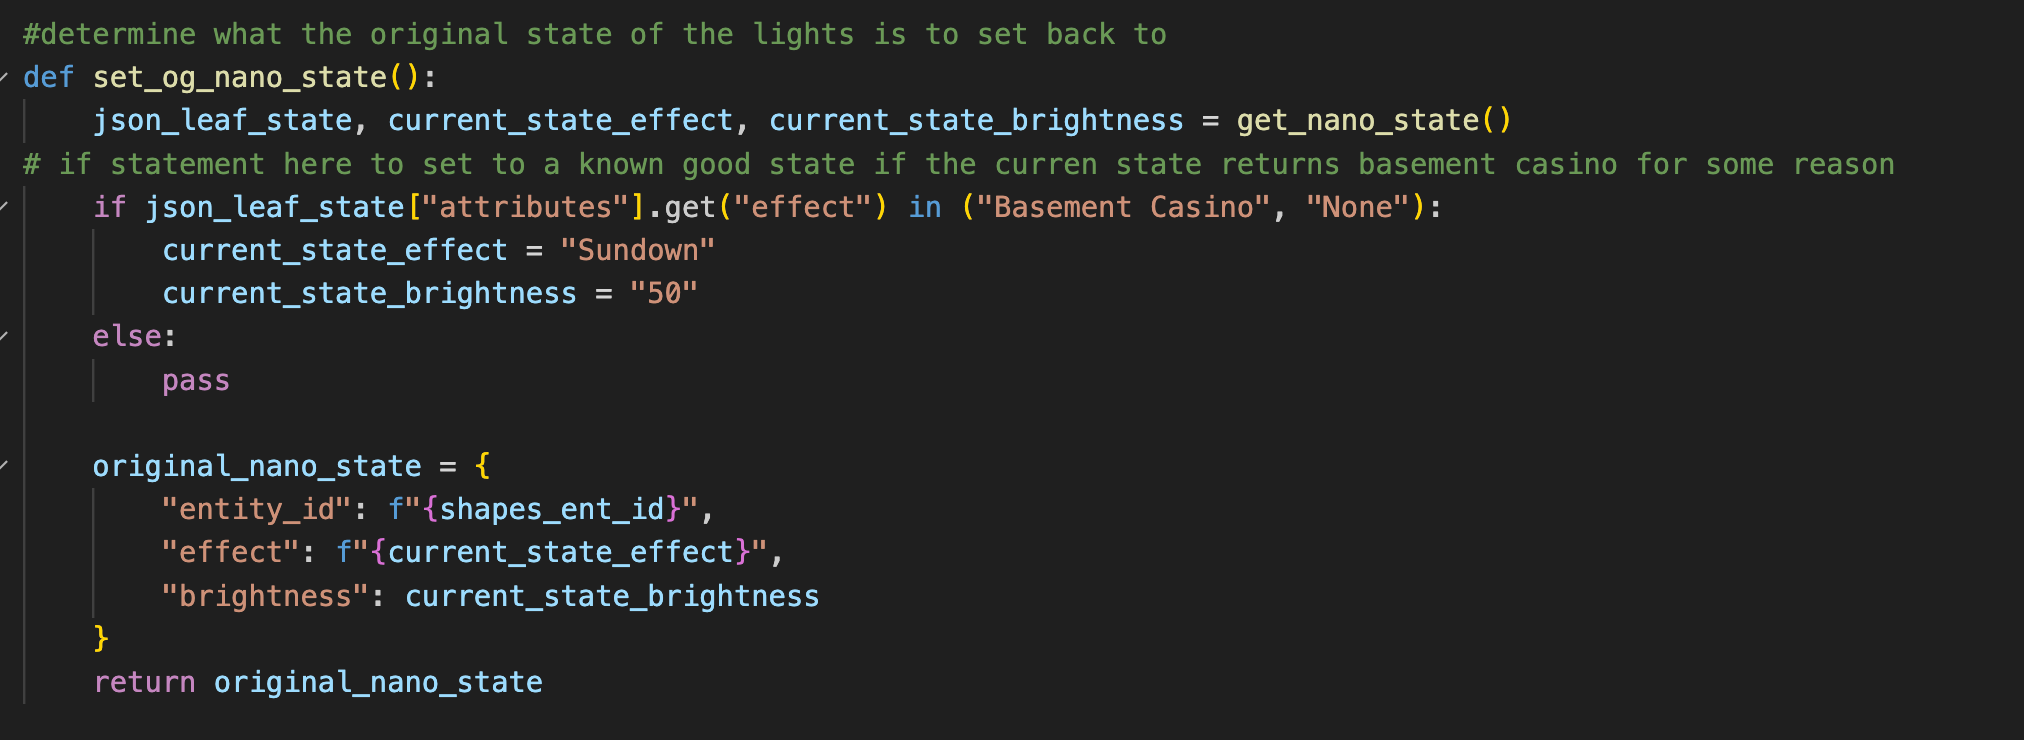 #determine what the original state of the lights is to set back to
def set_og_nano_state():
    json_leaf_state, current_state_effect, current_state_brightness = get_nano_state()
# if statement here to set to a known good state if the curren state returns basement casino for some reason
    if json_leaf_state["attributes"].get("effect") in ("Basement Casino", "None"):
        current_state_effect = "Sundown"
        current_state_brightness = "50"
    else:
        pass

    original_nano_state = {
        "entity_id": f"{shapes_ent_id}",
        "effect": f"{current_state_effect}",
        "brightness": current_state_brightness
    }
    return original_nano_state